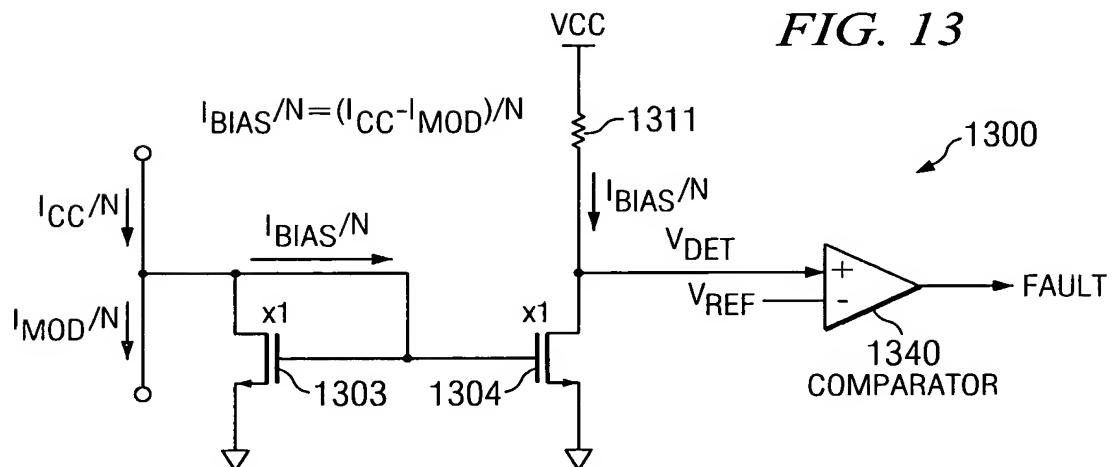 FIG. 13
VCC
I_BIAS/N=(I_CC-I_MOD)/N
1311
1300
I_CC/N
I_BIAS/N
I_BIAS/N
V_DET
V_REF
+
-
FAULT
I_MOD/N
x1
x1
1303
1304
1340
COMPARATOR